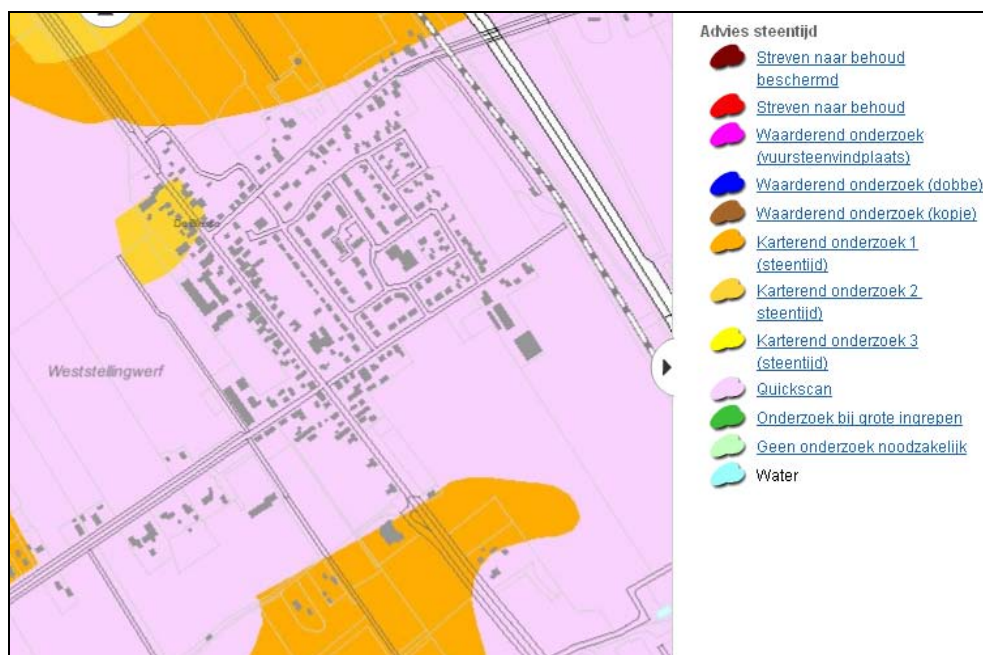 Weststellingwerf
Advies steentijd
Streven naar behoud
beschermd
Streven naar behoud
Waarderend onderzoek
(vuursteenvindplaats)
Waarderend onderzoek (dobbe)
Waarderend onderzoek (kopje)
Karterend onderzoek 1
(steentijd)
Karterend onderzoek 2
steentijd)
Karterend onderzoek 3
(steentijd)
Quickscan
Onderzoek bij grote ingrepen
Geen onderzoek noodzakelijk
Water